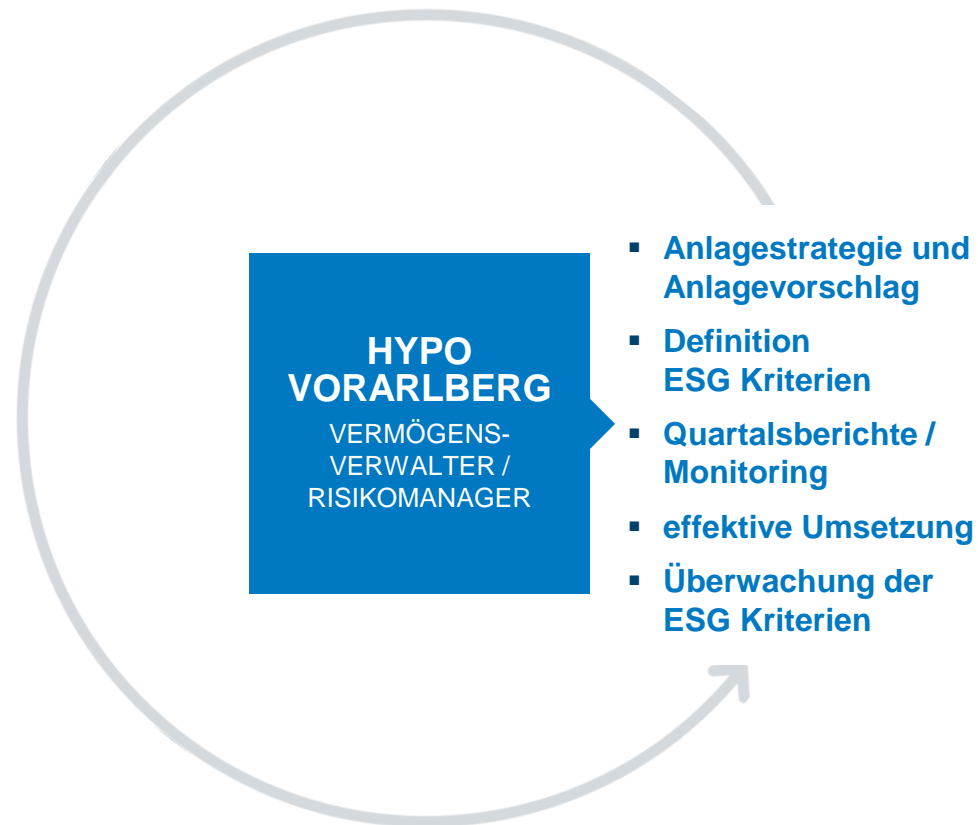 HYPO
VORARLBERG
VERMÖGENS-
VERWALTER /
RISIKOMANAGER
▪ Anlagestrategie und
Anlagevorschlag
▪ Definition
ESG Kriterien
▪ Quartalsberichte /
Monitoring
▪ effektive Umsetzung
▪ Überwachung der
ESG Kriterien